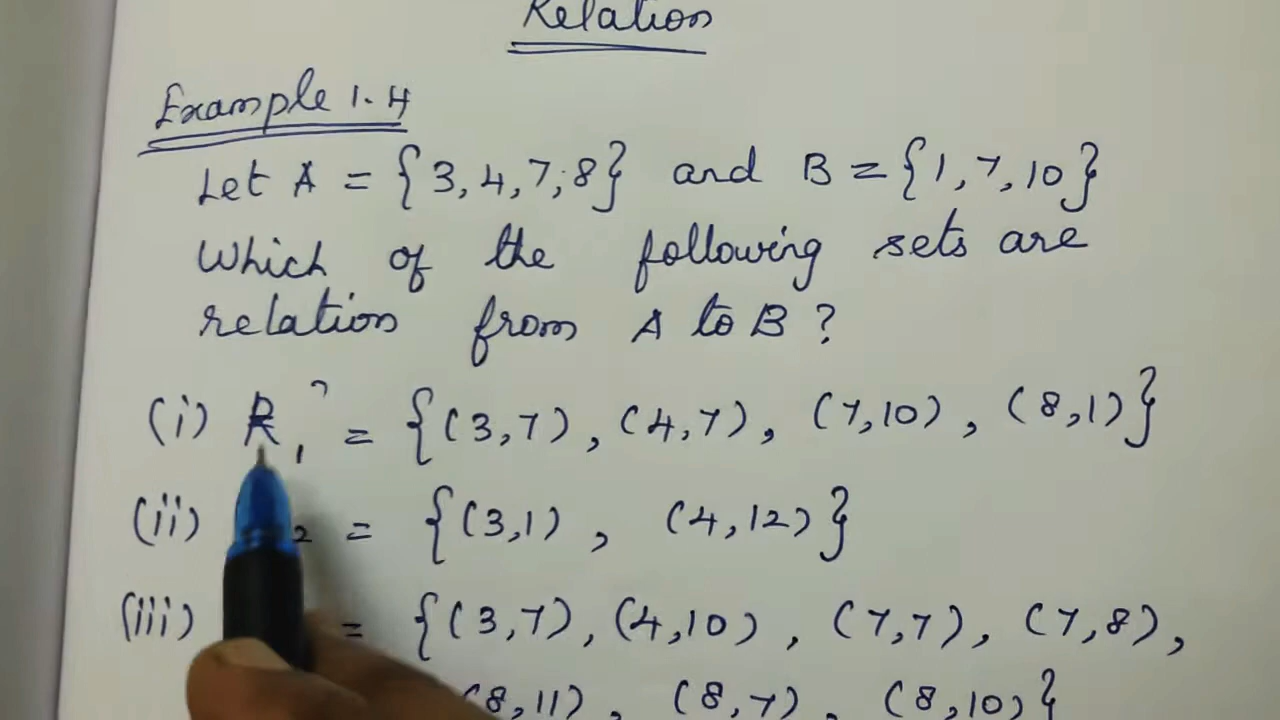 Relation
Example 1.4
Let A = {3, 4, 7, 8} and B = {1, 7, 10}
Which of the following sets are
relation from A to B ?
(i) R₁ = {(3,7), (4,7), (7,10), (8,1)}
(ii) ₂ = {(3,1), (4,12)}
(iii) = {(3,7), (4,10), (7,7), (7,8),
(8,11), (8,7), (8,10)}